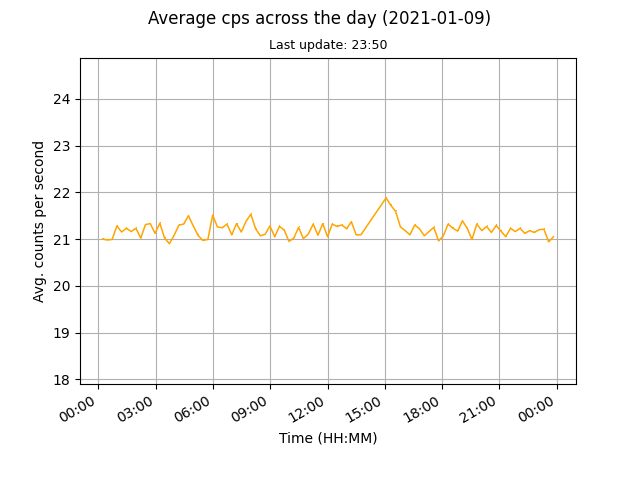 Average cps across the day (2021-01-09)
Last update: 23:50
24
23
22
21
20
19
18
Avg. counts per second
00:00 03:00 06:00 09:00 12:00 15:00 18:00 21:00 00:00
Time (HH:MM)